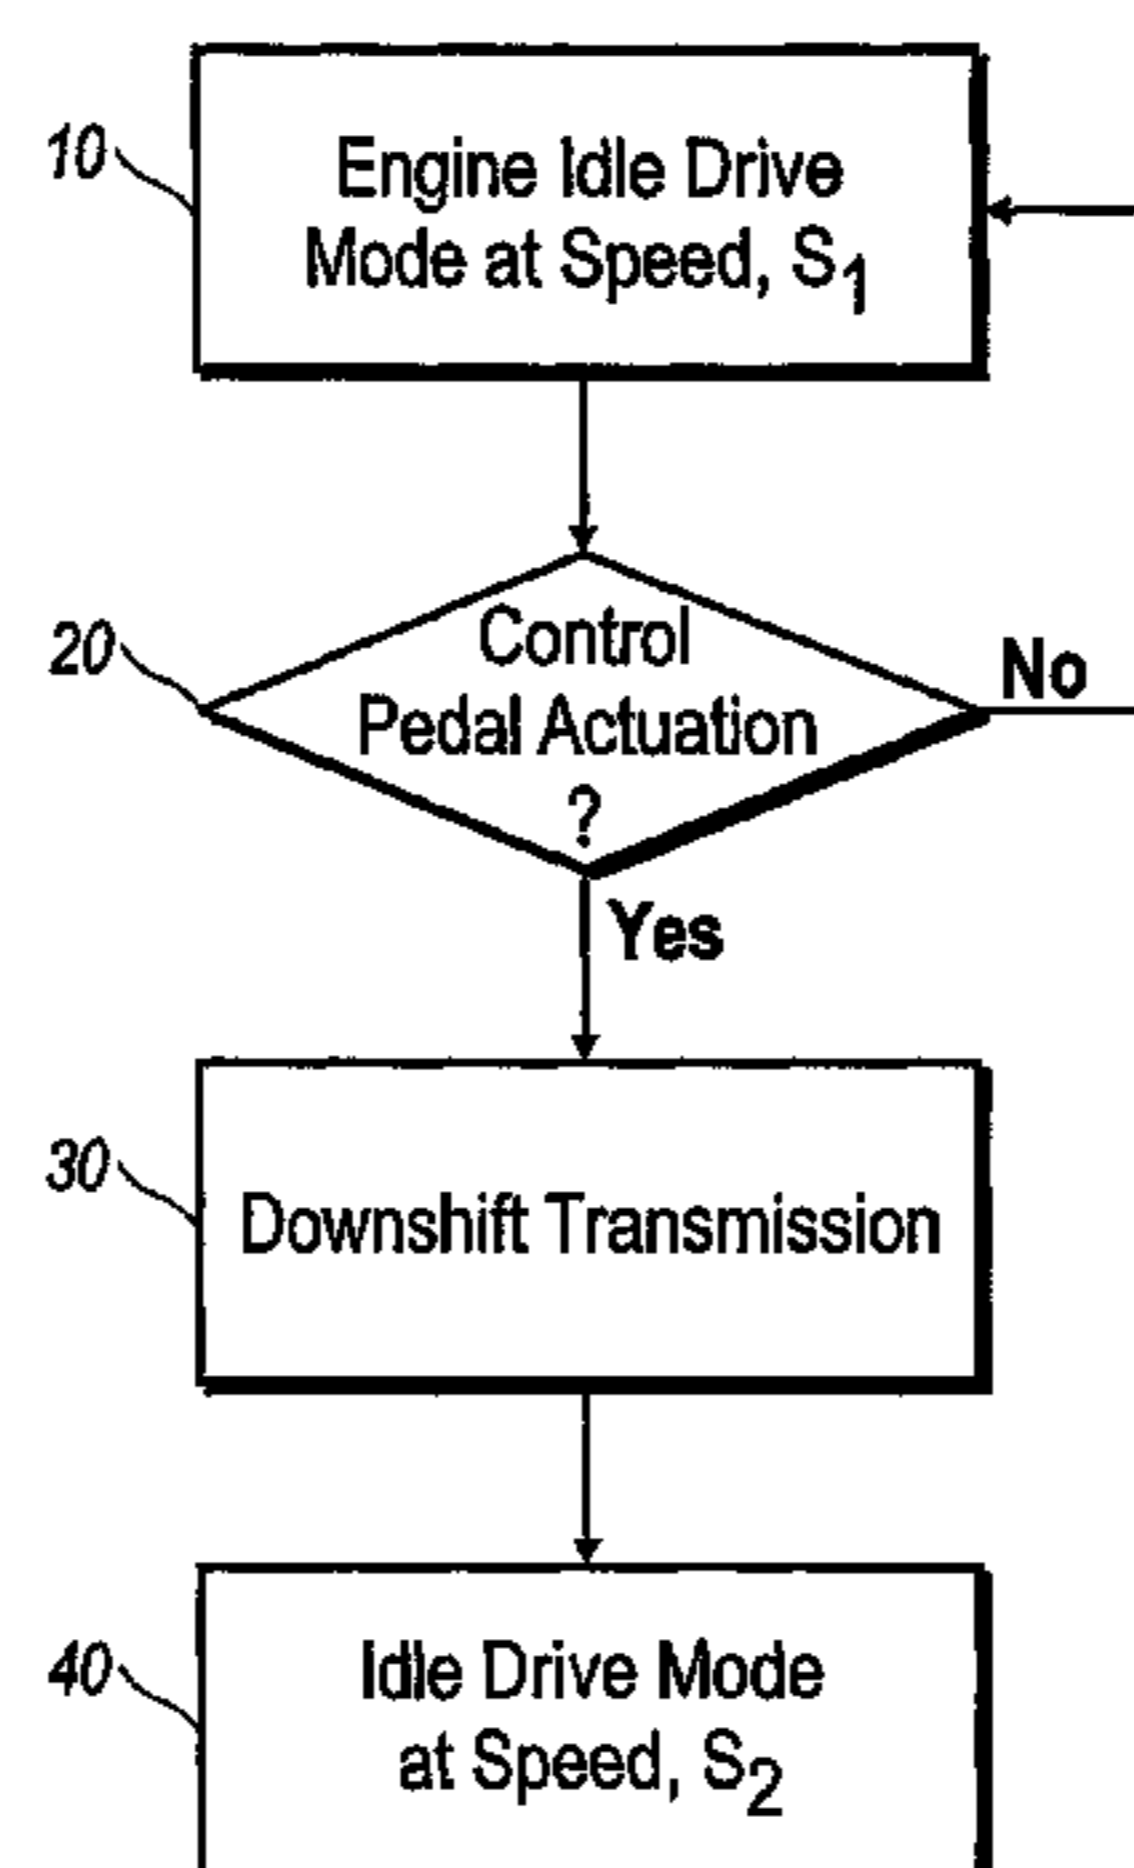 10
Engine Idle Drive
Mode at Speed, S₁
20
Control
Pedal Actuation
?
No
Yes
30
Downshift Transmission
40
Idle Drive Mode
at Speed, S₂